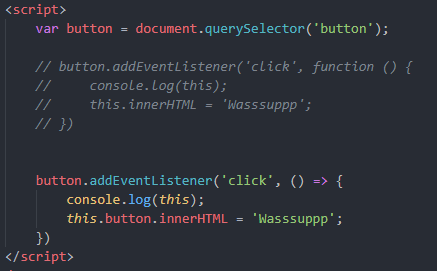 <script>
var button = document.querySelector('button');
// button.addEventListener('click', function () {
//     console.log(this);
//     this.innerHTML = 'Wasssuppp';
// })
button.addEventListener('click', () => {
console.log(this);
this.button.innerHTML = 'Wasssuppp';
})
</script>